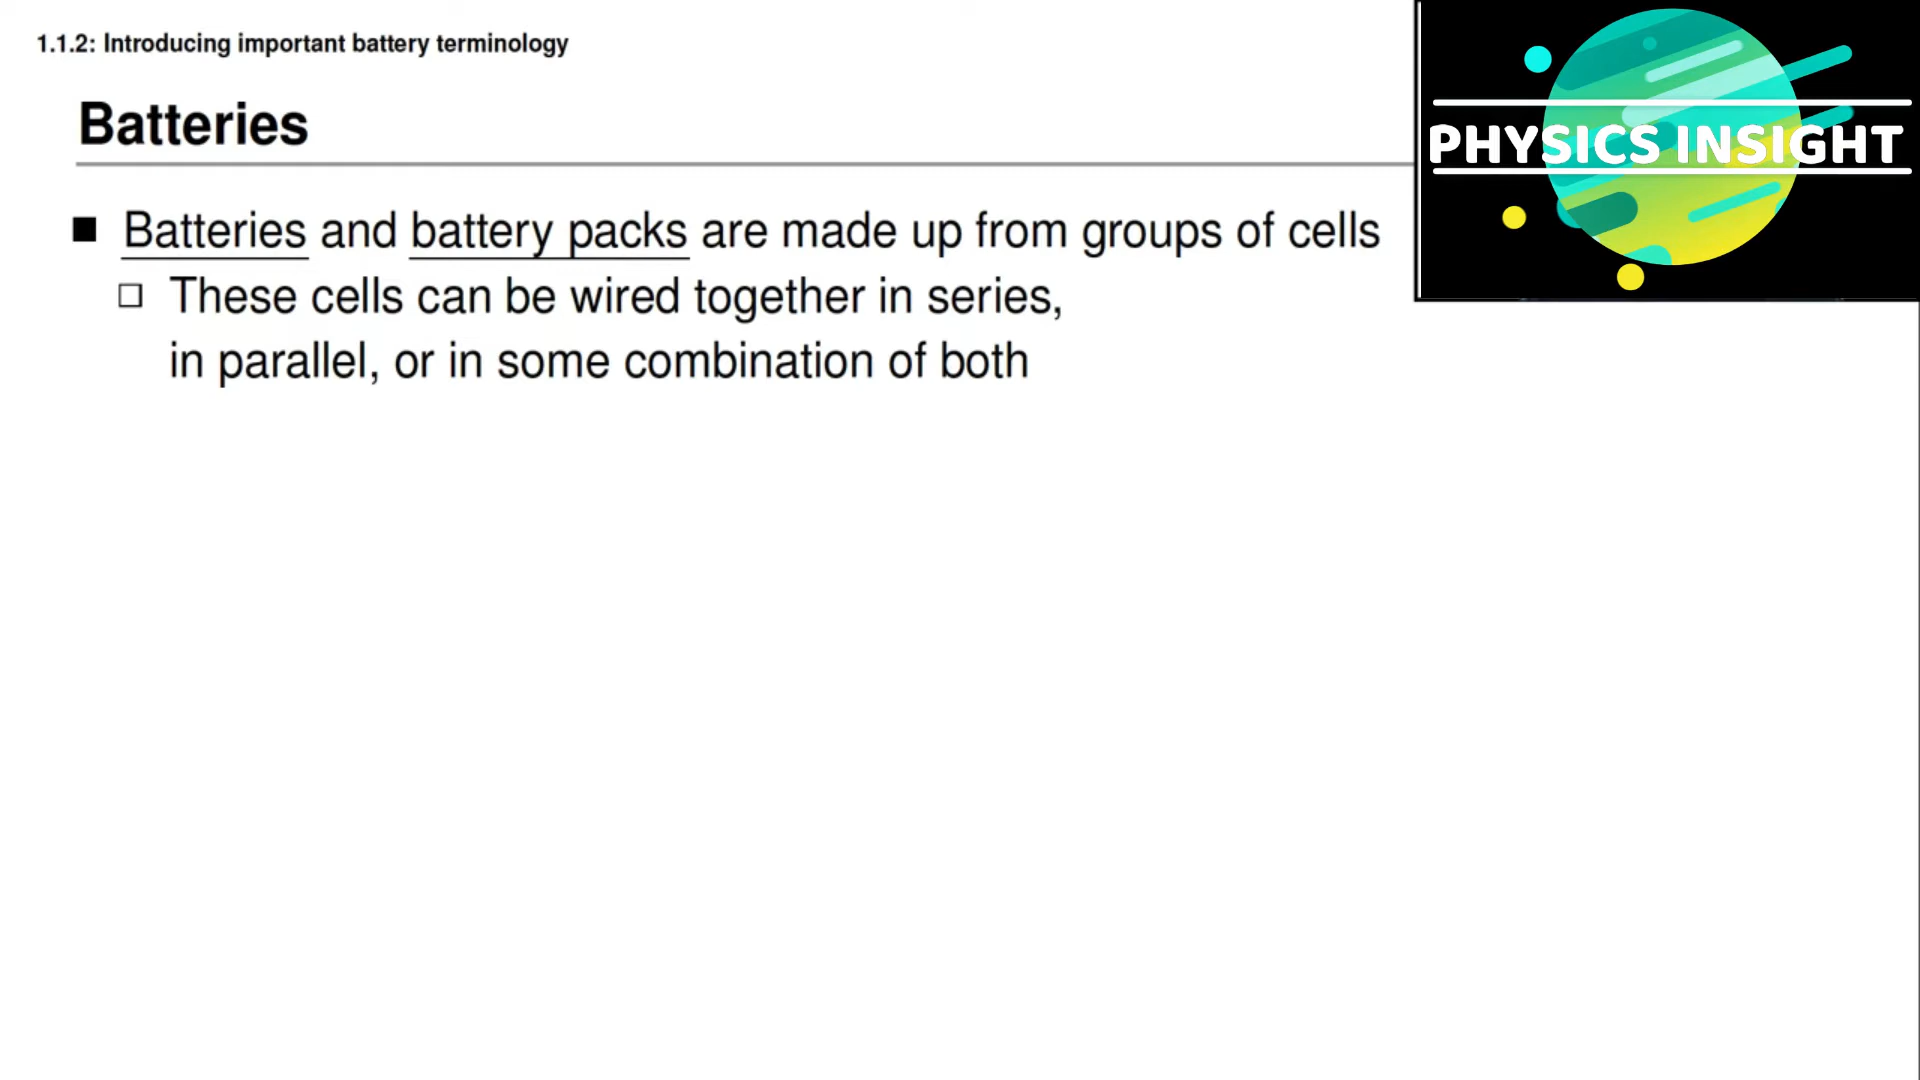 1.1.2: Introducing important battery terminology
PHYSICS INSIGHT
Batteries
Batteries and battery packs are made up from groups of cells
These cells can be wired together in series,
in parallel, or in some combination of both